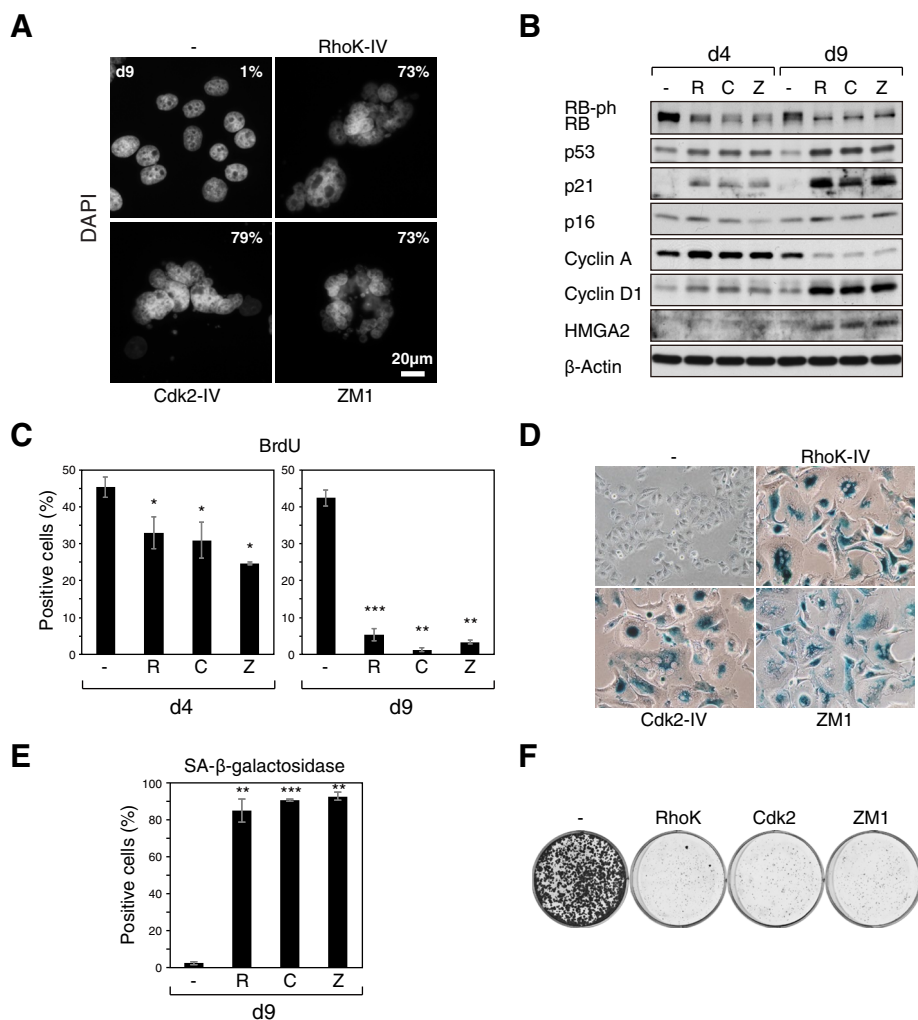 A
-
RhoK-IV
d9
1%
73%
DAPI
79%
73%
20μm
Cdk2-IV
ZM1
B
d4
d9
-
R
C
Z
-
R
C
Z
RB-ph
RB
p53
p21
p16
Cyclin A
Cyclin D1
HMGA2
β-Actin
C
BrdU
Positive cells (%)
50
40
30
20
10
0
*
*
*
-
R
C
Z
d4
50
40
30
20
10
0
***
**
**
-
R
C
Z
d9
D
-
RhoK-IV
Cdk2-IV
ZM1
E
SA-β-galactosidase
Positive cells (%)
100
80
60
40
20
0
**
***
**
-
R
C
Z
d9
F
-
RhoK
Cdk2
ZM1